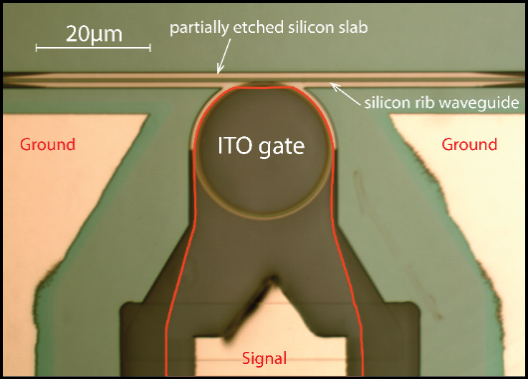 20μm
partially etched silicon slab
silicon rib waveguide
Ground
ITO gate
Ground
Signal